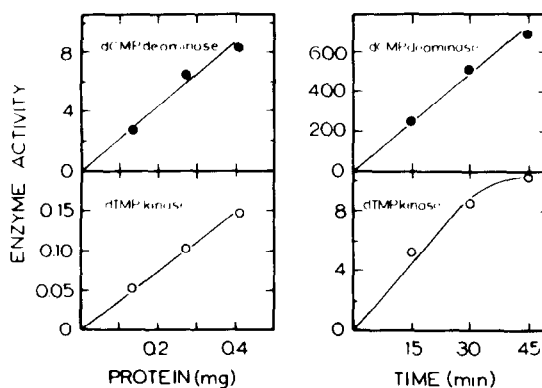 ENZYME ACTIVITY
8
4
0
dCMPdeaminase
0.15
0.10
0.05
0
dTMPkinase
0.2
0.4
PROTEIN (mg)
600
400
200
0
dCMPdeaminase
8
4
0
dTMPkinase
15
30
45
TIME (min)